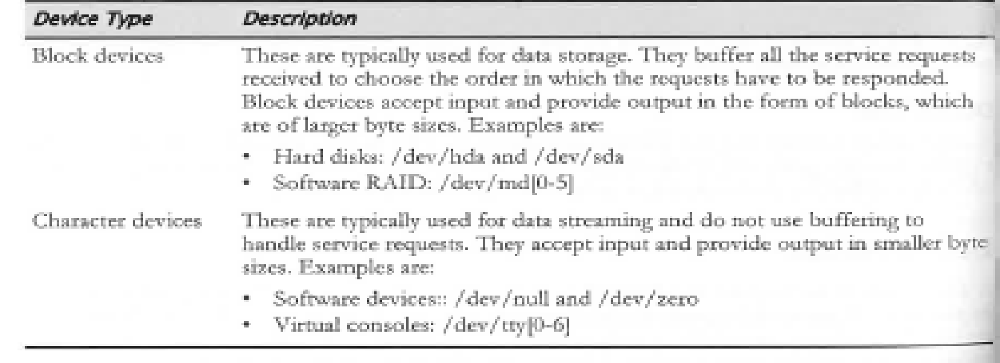 Device Type Description
Block devices These are typically used for data storage. They buffer all the service requests
received to choose the order in which the requests have to be responded.
Block devices accept input and provide output in the form of blocks, which
are of larger byte sizes. Examples are:
• Hard disks: /dev/hda and /dev/sda
• Software RAID: /dev/md[0-5]
Character devices These are typically used for data streaming and do not use buffering to
handle service requests. They accept input and provide output in smaller byte
sizes. Examples are:
• Software devices:: /dev/null and /dev/zero
• Virtual consoles: /dev/tty[0-6]